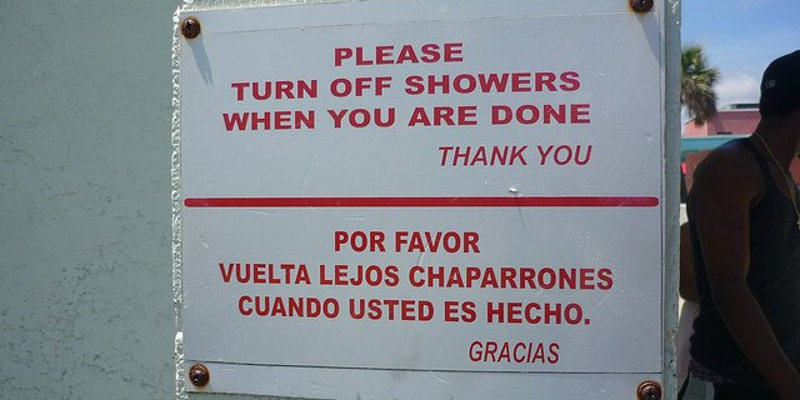 PLEASE
TURN OFF SHOWERS
WHEN YOU ARE DONE
THANK YOU
POR FAVOR
VUELTA LEJOS CHAPARRONES
CUANDO USTED ES HECHO.
GRACIAS